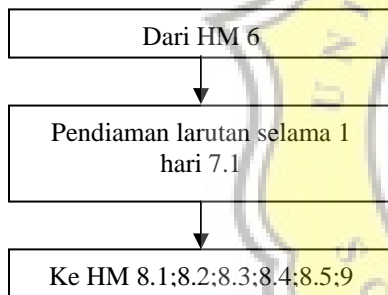 Dari HM 6
Pendiaman larutan selama 1
hari 7.1
Ke HM 8.1;8.2;8.3;8.4;8.5;9